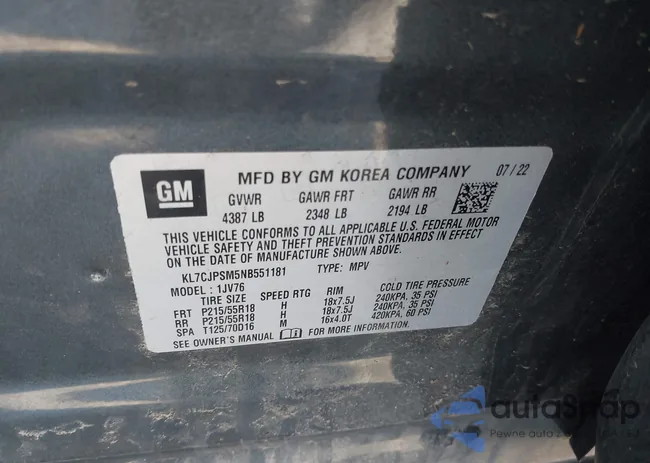 GM
MFD BY GM KOREA COMPANY 07/22
GVWR GAWR FRT GAWR RR
4387 LB 2348 LB 2194 LB
THIS VEHICLE CONFORMS TO ALL APPLICABLE U.S. FEDERAL MOTOR
VEHICLE SAFETY AND THEFT PREVENTION STANDARDS IN EFFECT
ON THE DATE OF MANUFACTURE SHOWN ABOVE.
KL7CJPSM5NB551181 TYPE: MPV
MODEL: 1JV76
TIRE SIZE SPEED RTG RIM COLD TIRE PRESSURE
FRT P215/55R18 H 18x7.5J 240KPA, 35 PSI
RR P215/55R18 H 18x7.5J 240KPA, 35 PSI
SPA T125/70D16 M 16x4.0T 420KPA, 60 PSI
SEE OWNER'S MANUAL FOR MORE INFORMATION.
autaSnap
Pewne auto